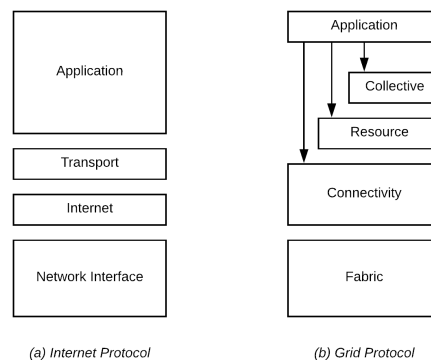 Application
Transport
Internet
Network Interface
(a) Internet Protocol
Application
Collective
Resource
Connectivity
Fabric
(b) Grid Protocol